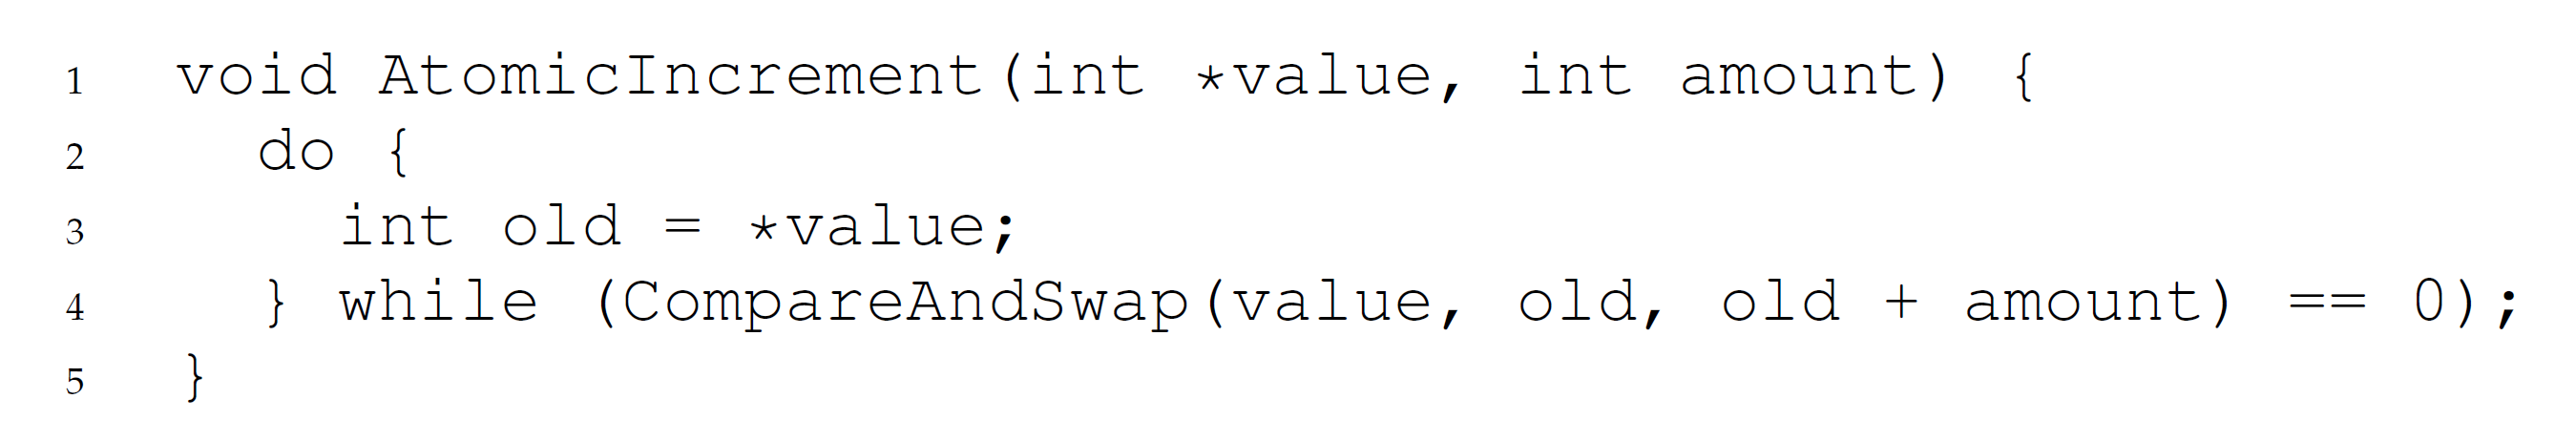 1 void AtomicIncrement(int *value, int amount) {
2 do {
3 int old = *value;
4 } while (CompareAndSwap(value, old, old + amount) == 0);
5 }